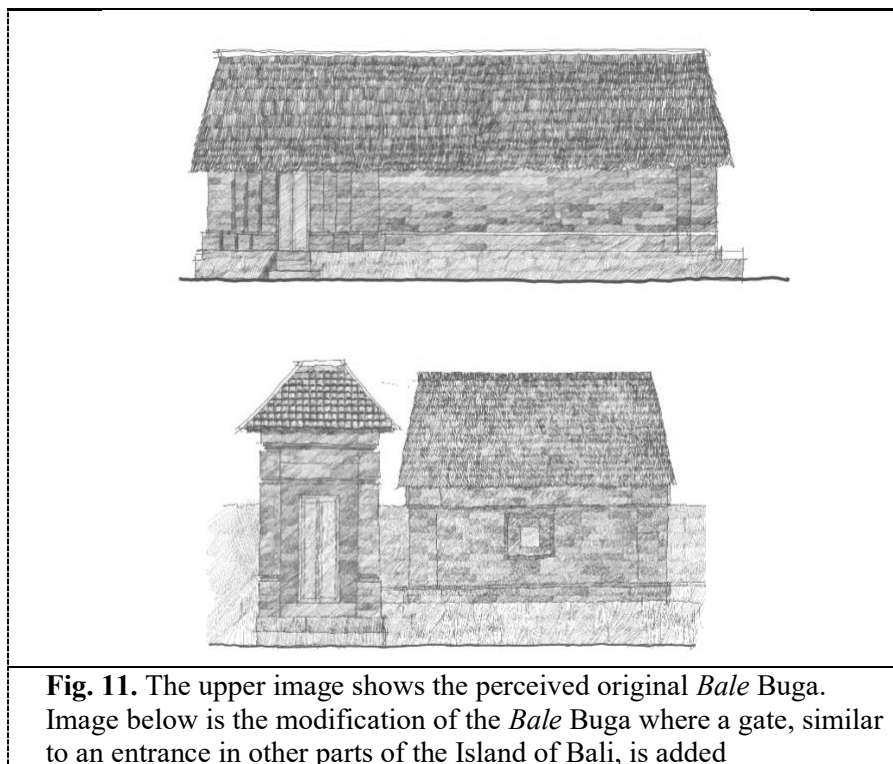 Fig. 11. The upper image shows the perceived original Bale Buga.
Image below is the modification of the Bale Buga where a gate, similar
to an entrance in other parts of the Island of Bali, is added